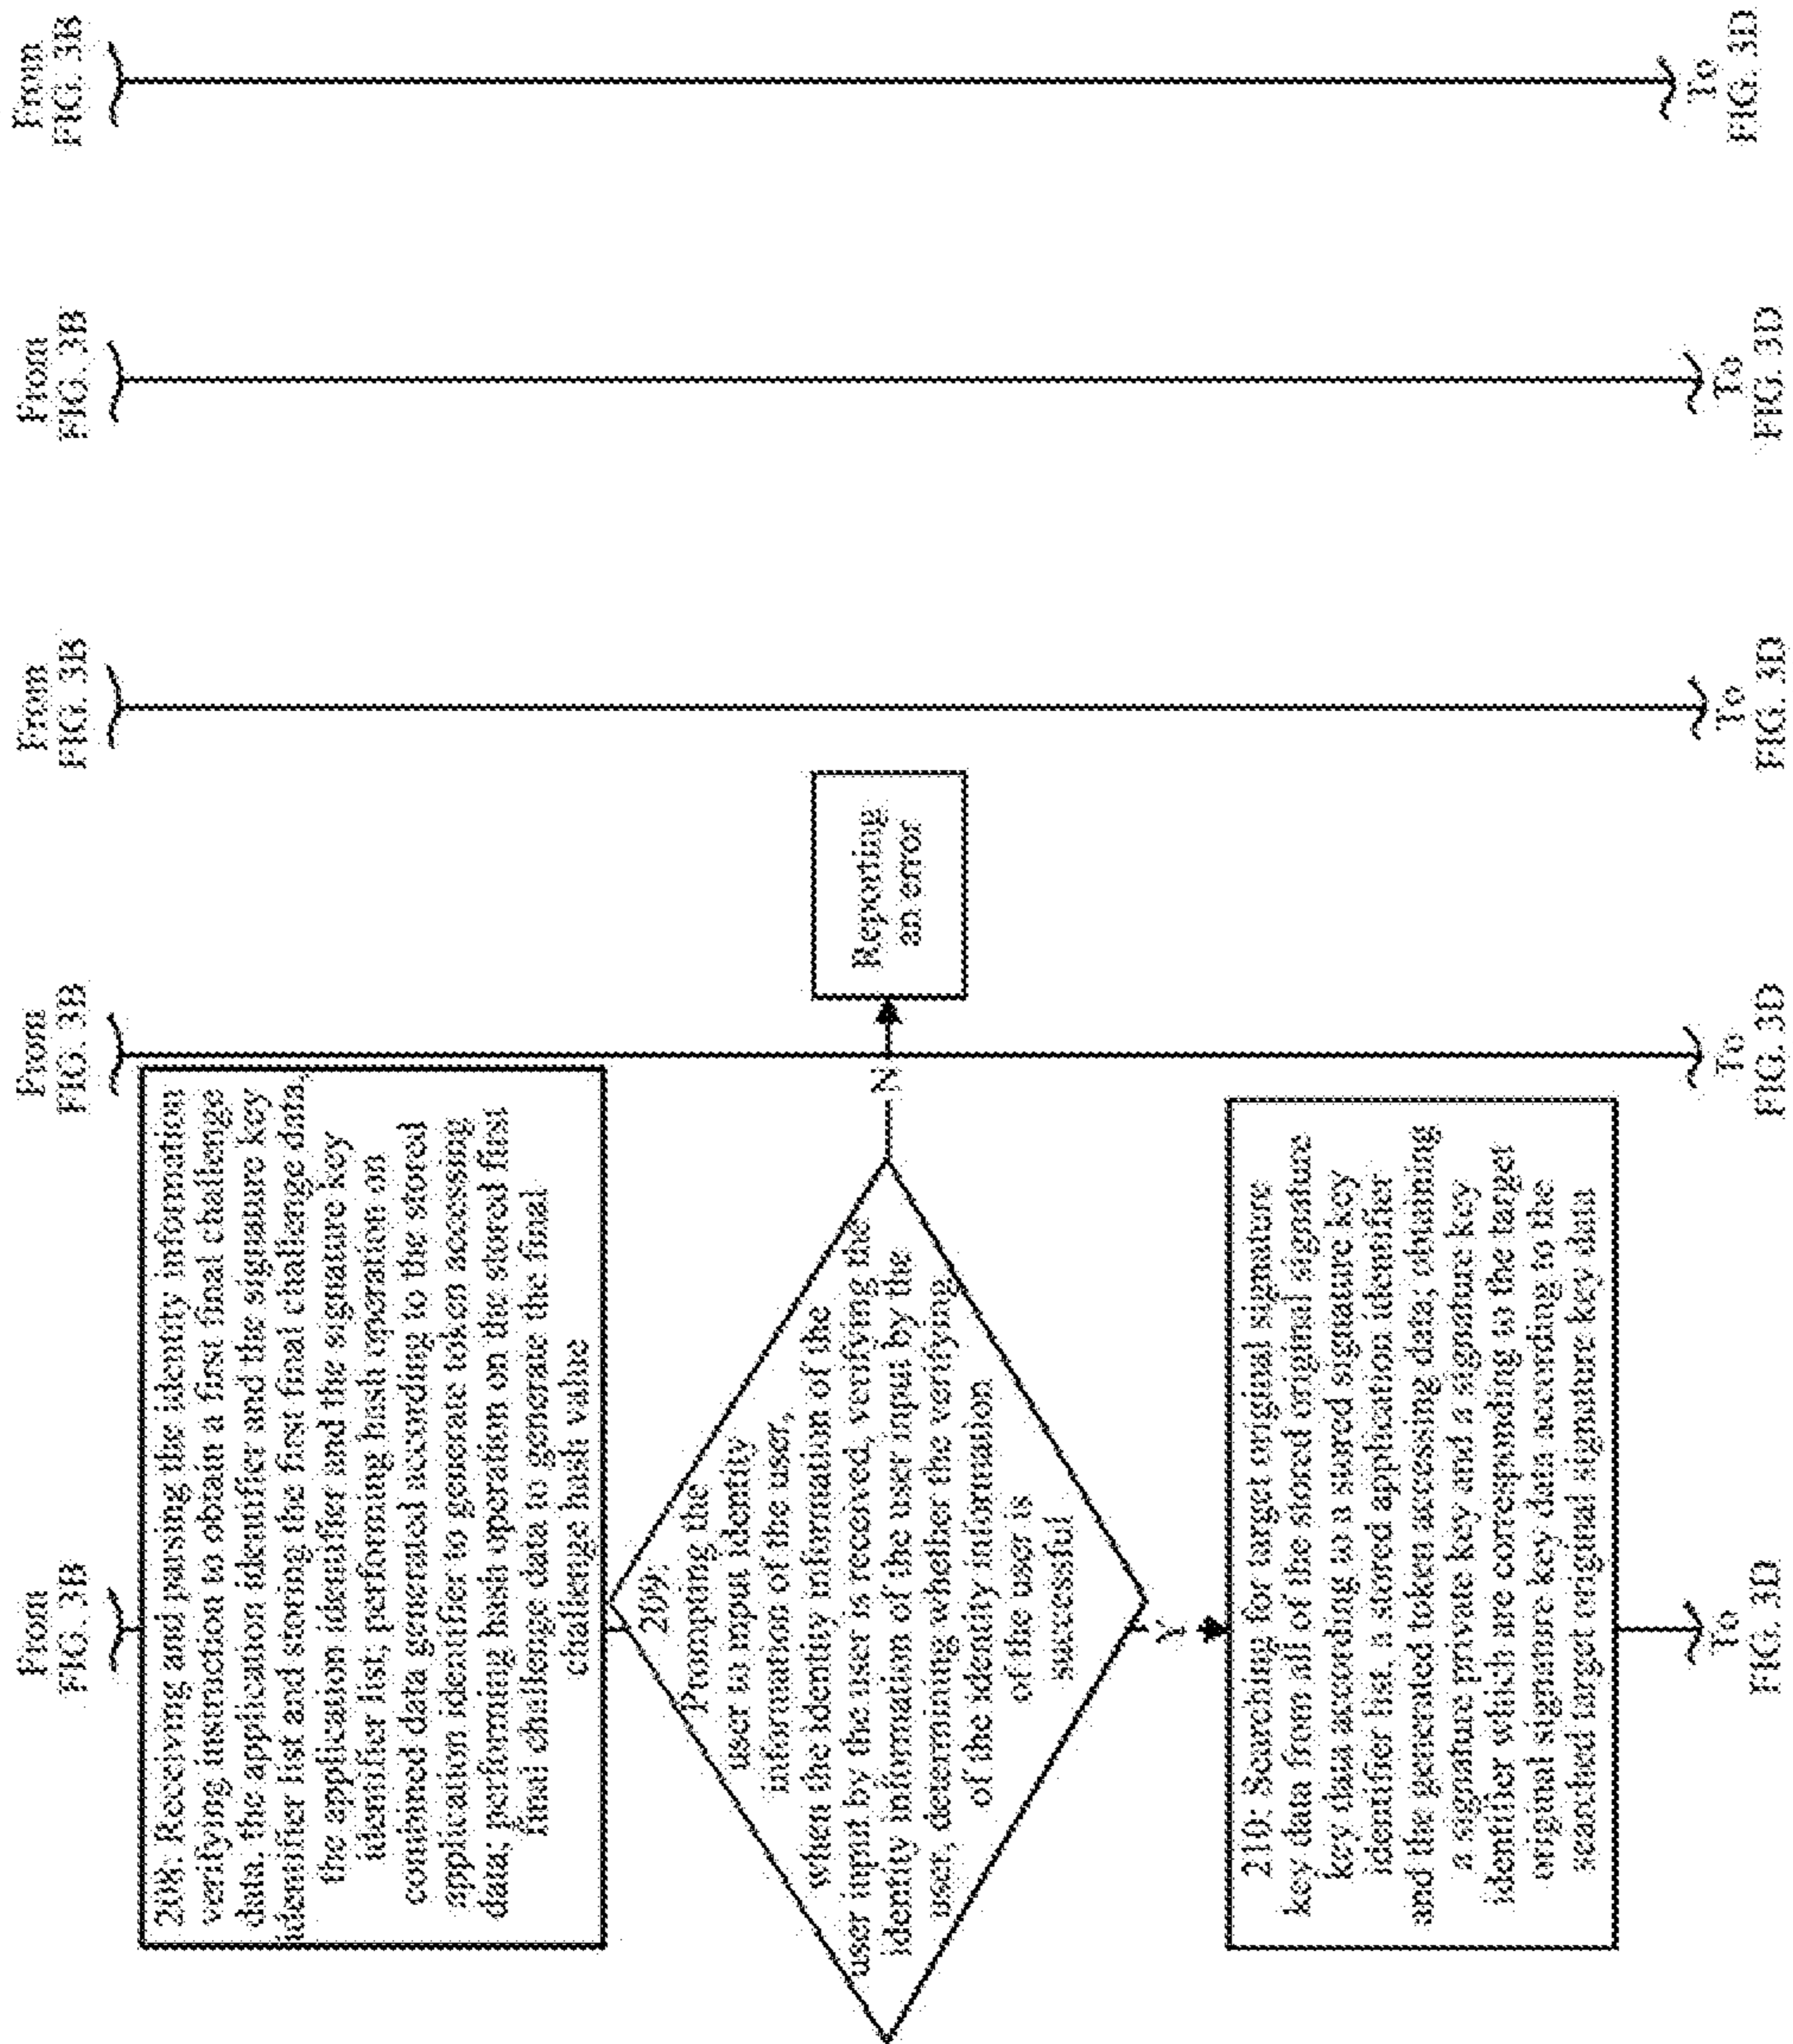 From
FIG. 3B
From
FIG. 3B
From
FIG. 3B
From
FIG. 3B
From
FIG. 3B
208: Receiving and parsing the identity information
verifying instruction to obtain a first final challenge
data, the application identifier and the signature key
identifier list and storing the first final challenge data,
the application identifier and the signature key
identifier list; performing hash operation on
combined data generated according to the stored
application identifier to generate token accessing
data; performing hash operation on the stored first
final challenge data to generate the final
challenge hash value
209:
Prompting the
user to input identity
information of the user,
when the identity information of the
user input by the user is received, verifying the
identity information of the user input by the
user, determining whether the verifying
of the identity information
of the user is
successful
N
Reporting
an error
Y
210: Searching for target original signature
key data from all of the stored original signature
key data according to a stored signature key
identifier list, a stored application identifier
and the generated token accessing data; obtaining
a signature private key and a signature key
identifier which are corresponding to the target
original signature key data according to the
searched target original signature key data
To
FIG. 3D
To
FIG. 3D
To
FIG. 3D
To
FIG. 3D
To
FIG. 3D